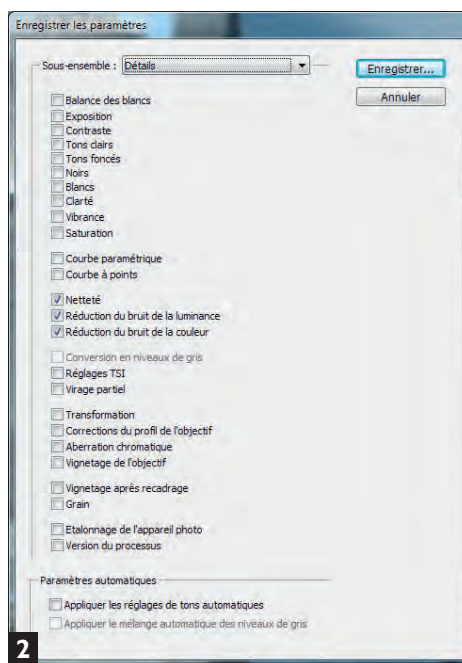 Enregistrer les paramètres
Sous-ensemble : Détails
Enregistrer...
Annuler
Balance des blancs
Exposition
Contraste
Tons clairs
Tons foncés
Noirs
Blancs
Clarté
Vibrance
Saturation
Courbe paramétrique
Courbe à points
Netteté
Réduction du bruit de la luminance
Réduction du bruit de la couleur
Conversion en niveaux de gris
Réglages TSI
Virage partiel
Transformation
Corrections du profil de l'objectif
Aberration chromatique
Vignetage de l'objectif
Vignetage après recadrage
Grain
Etalonnage de l'appareil photo
Version du processus
Paramètres automatiques
Appliquer les réglages de tons automatiques
Appliquer le mélange automatique des niveaux de gris
2